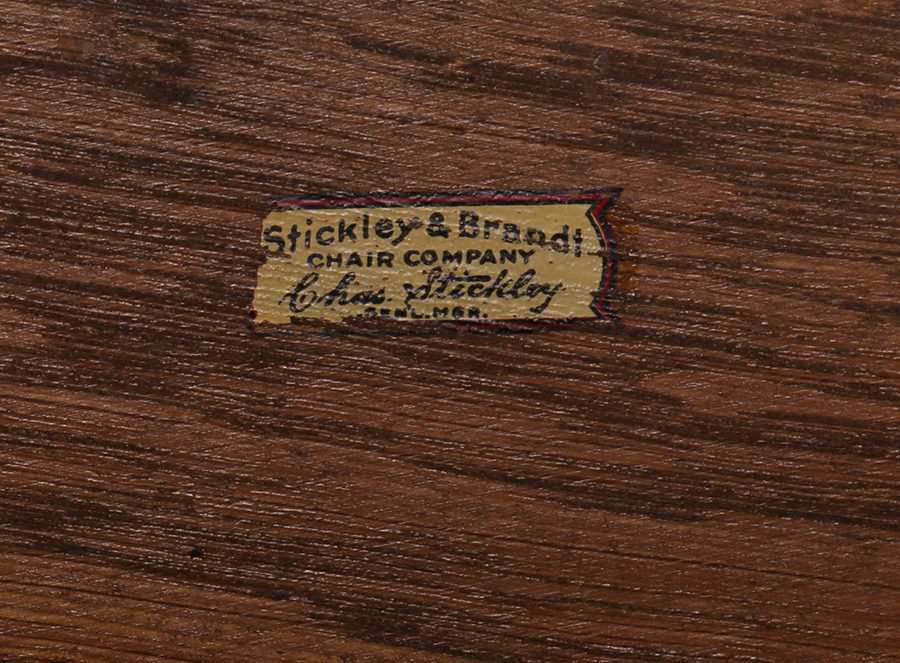 Stickley & Brandt
CHAIR COMPANY
Chas. Stickley
GENL. MGR.